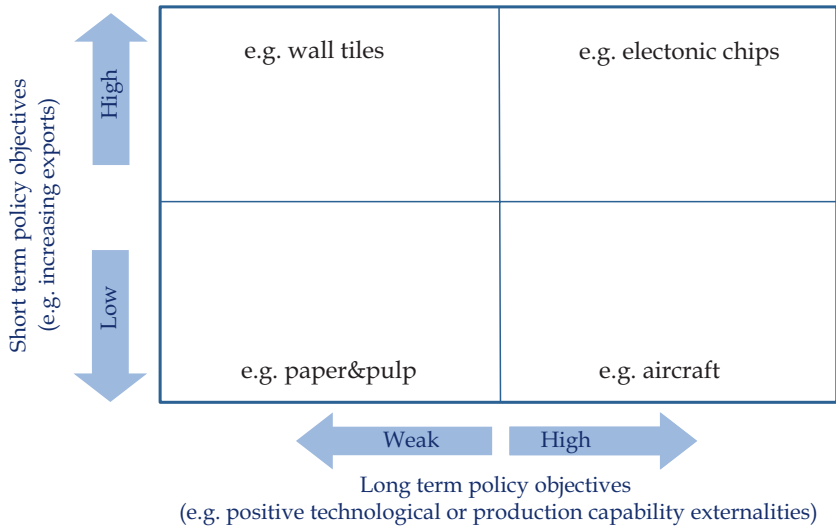 Short term policy objectives
(e.g. increasing exports)
High
Low
e.g. wall tiles
e.g. electonic chips
e.g. paper&pulp
e.g. aircraft
Weak
High
Long term policy objectives
(e.g. positive technological or production capability externalities)